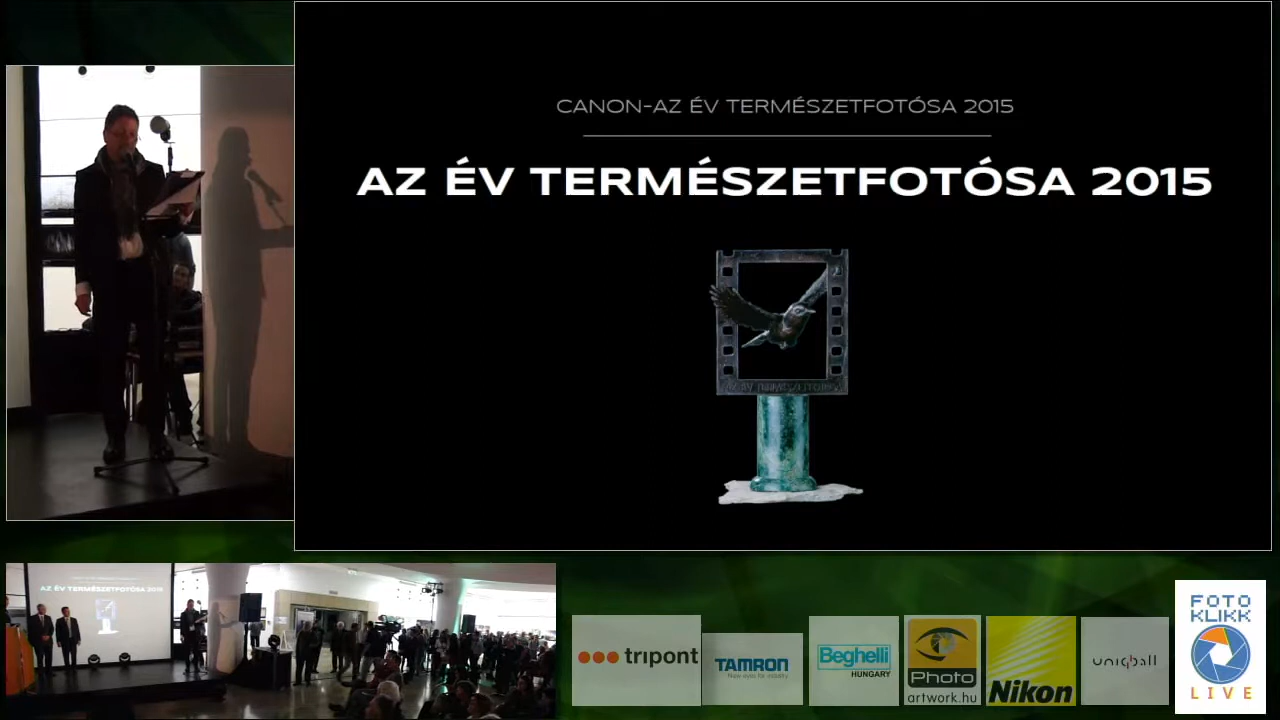 CANON-AZ ÉV TERMÉSZETFOTÓSA 2015
AZ ÉV TERMÉSZETFOTÓSA 2015
AZ ÉV TERMÉSZETFOTÓSA 2015
tripont
TAMRON
New eyes for industry
Beghelli
HUNGARY
Photo
artwork.hu
Nikon
uniqball
FOTO
KLIKK
LIVE